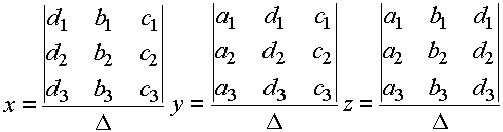 x = |d₁ b₁ c₁; d₂ b₂ c₂; d₃ b₃ c₃| / Δ
y = |a₁ d₁ c₁; a₂ d₂ c₂; a₃ d₃ c₃| / Δ
z = |a₁ b₁ d₁; a₂ b₂ d₂; a₃ b₃ d₃| / Δ